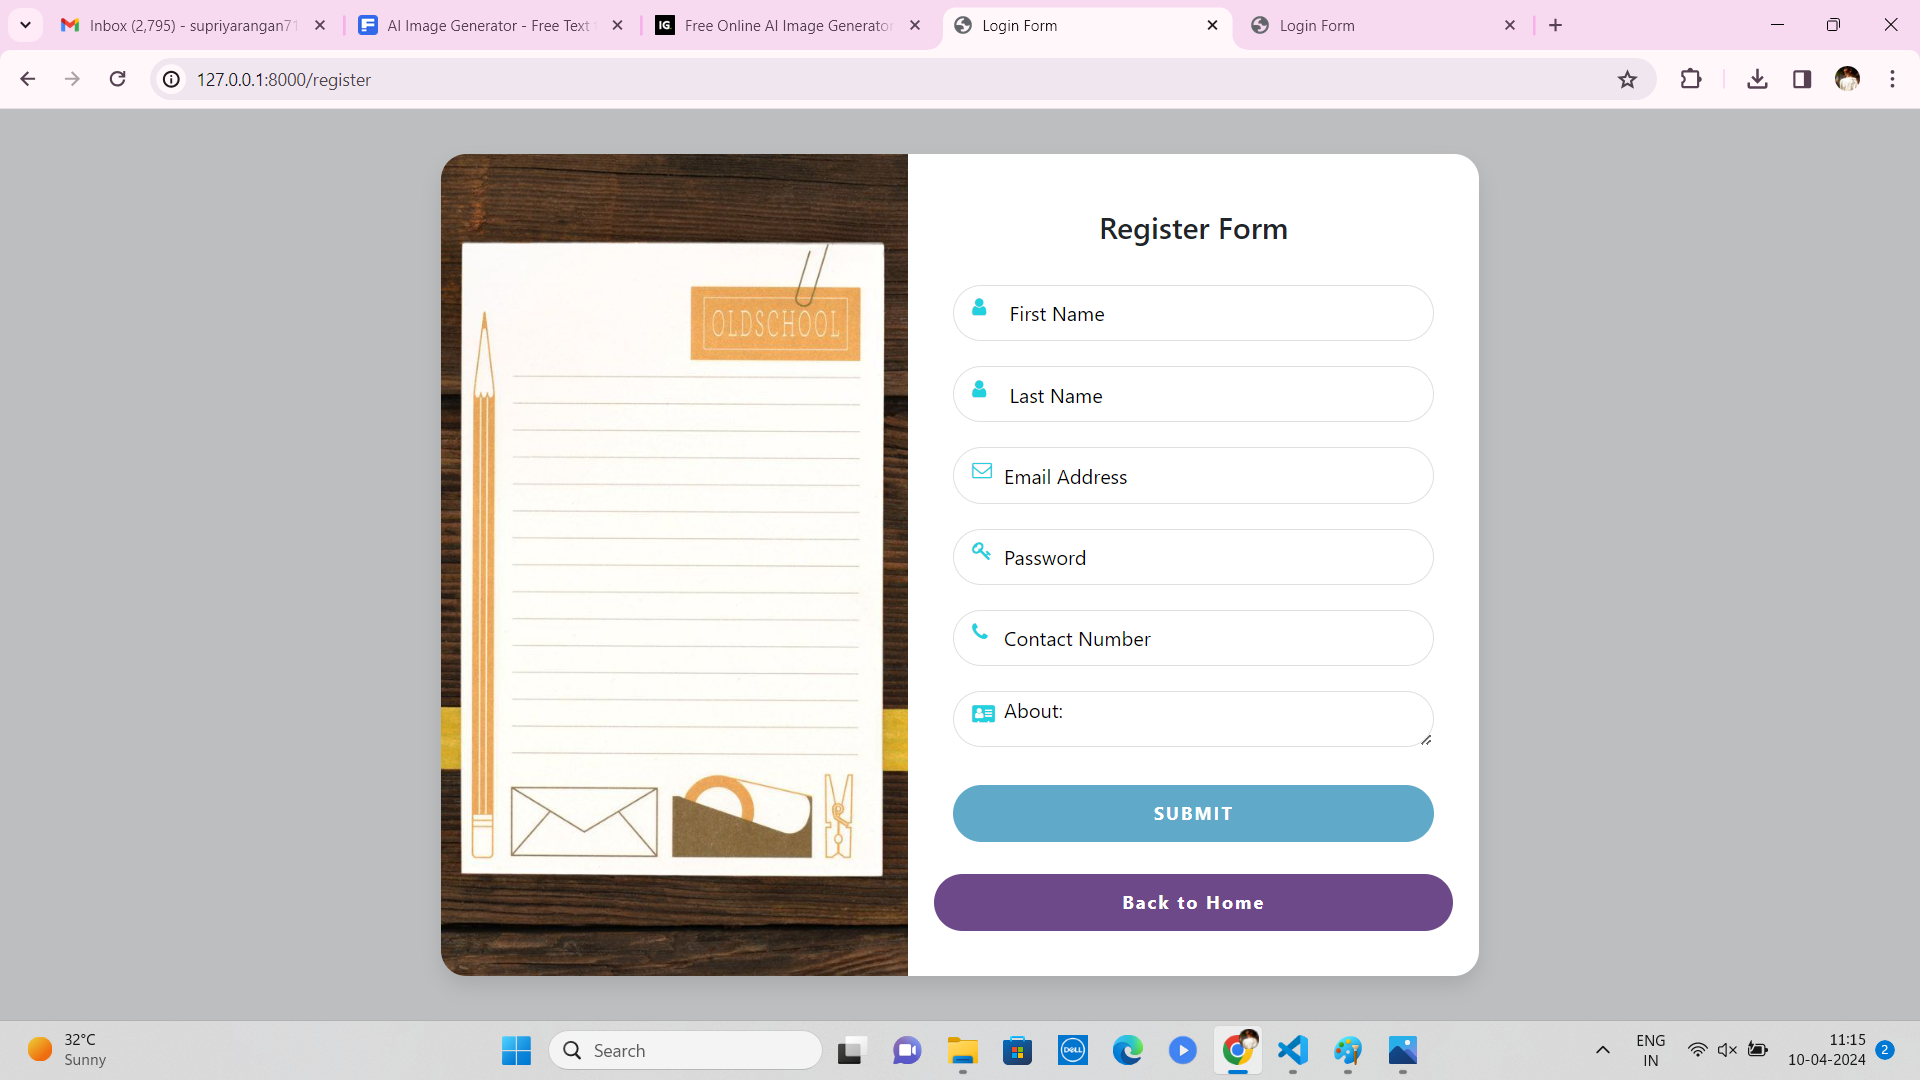 Inbox (2,795) - supriyarangan71
AI Image Generator - Free Text
Free Online AI Image Generator
Login Form
Login Form
127.0.0.1:8000/register
OLDSCHOOL
Register Form
First Name
Last Name
Email Address
Password
Contact Number
About:
SUBMIT
Back to Home
32°C
Sunny
Search
DELL
ENG
IN
11:15
10-04-2024
2